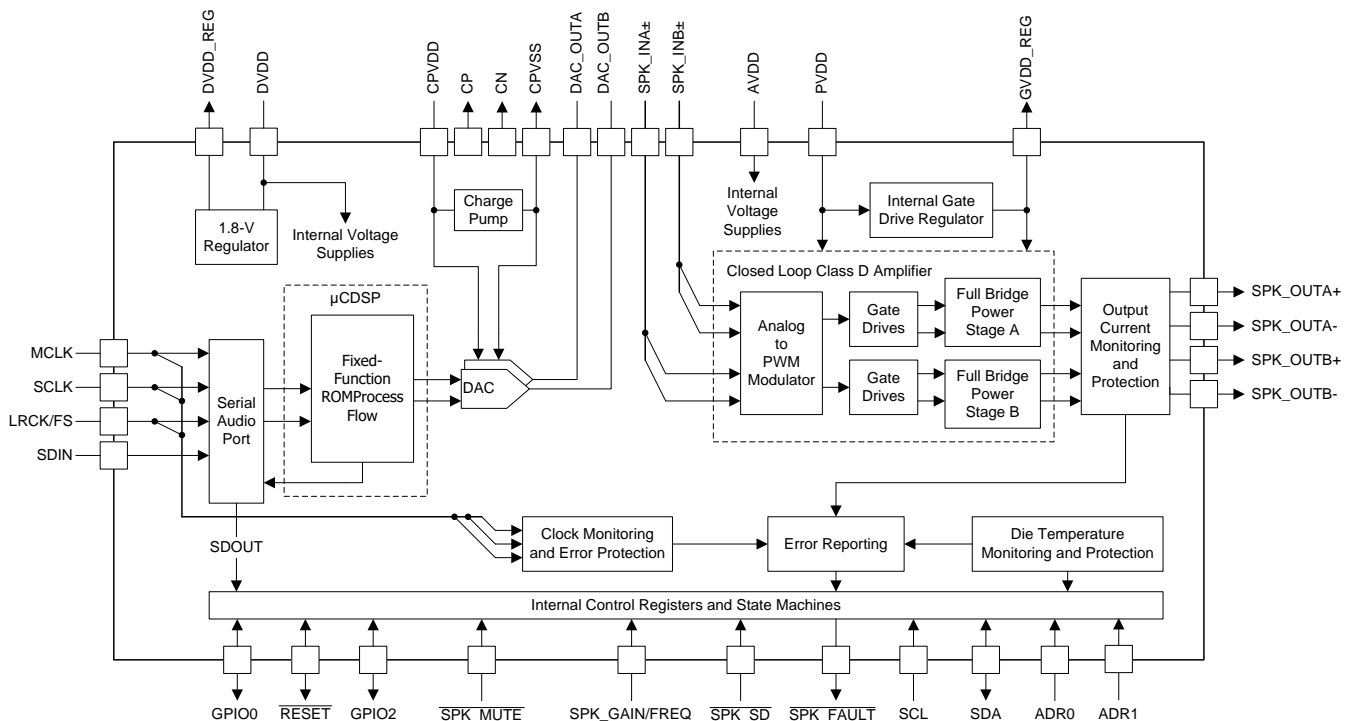 DVDD_REG
DVDD
CPVDD
CP
CN
CPVSS
DAC_OUTA
DAC_OUTB
SPK_INA±
SPK_INB±
AVDD
PVDD
GVDD_REG
1.8-V
Regulator
Internal Voltage
Supplies
Charge
Pump
Internal
Voltage
Supplies
Internal Gate
Drive Regulator
Closed Loop Class D Amplifier
µCDSP
MCLK
SCLK
LRCK/FS
SDIN
Serial
Audio
Port
Fixed-
Function
ROMProcess
Flow
DAC
Analog
to
PWM
Modulator
Gate
Drives
Full Bridge
Power
Stage A
Gate
Drives
Full Bridge
Power
Stage B
Output
Current
Monitoring
and
Protection
SPK_OUTA+
SPK_OUTA-
SPK_OUTB+
SPK_OUTB-
SDOUT
Clock Monitoring
and Error Protection
Error Reporting
Die Temperature
Monitoring and Protection
Internal Control Registers and State Machines
GPIO0
RESET
GPIO2
SPK_MUTE
SPK_GAIN/FREQ
SPK_SD
SPK_FAULT
SCL
SDA
ADR0
ADR1